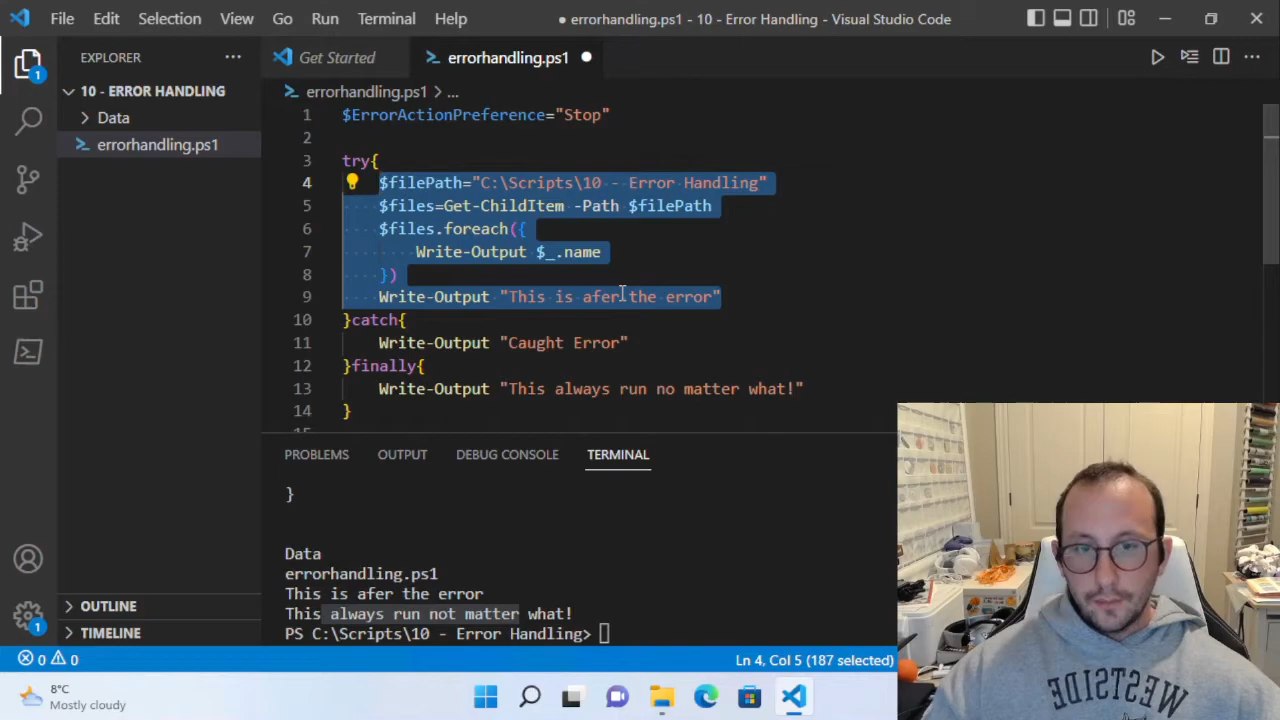 File Edit Selection View Go Run Terminal Help
● errorhandling.ps1 - 10 - Error Handling - Visual Studio Code
EXPLORER
Get Started
errorhandling.ps1
1
10 - ERROR HANDLING
Data
errorhandling.ps1
errorhandling.ps1 > ...
1 $ErrorActionPreference="Stop"
2
3 try{
4 $filePath="C:\Scripts\10 - Error Handling"
5 $files=Get-ChildItem -Path $filePath
6 $files.foreach({
7 Write-Output $_.name
8 })
9 Write-Output "This is afer the error"
10 }catch{
11 Write-Output "Caught Error"
12 }finally{
13 Write-Output "This always run no matter what!"
14 }
15
PROBLEMS OUTPUT DEBUG CONSOLE TERMINAL
}
Data
errorhandling.ps1
This is afer the error
This always run not matter what!
PS C:\Scripts\10 - Error Handling>
OUTLINE
TIMELINE
1
0 0
Ln 4, Col 5 (187 selected)
8°C
Mostly cloudy
WESTSIDE